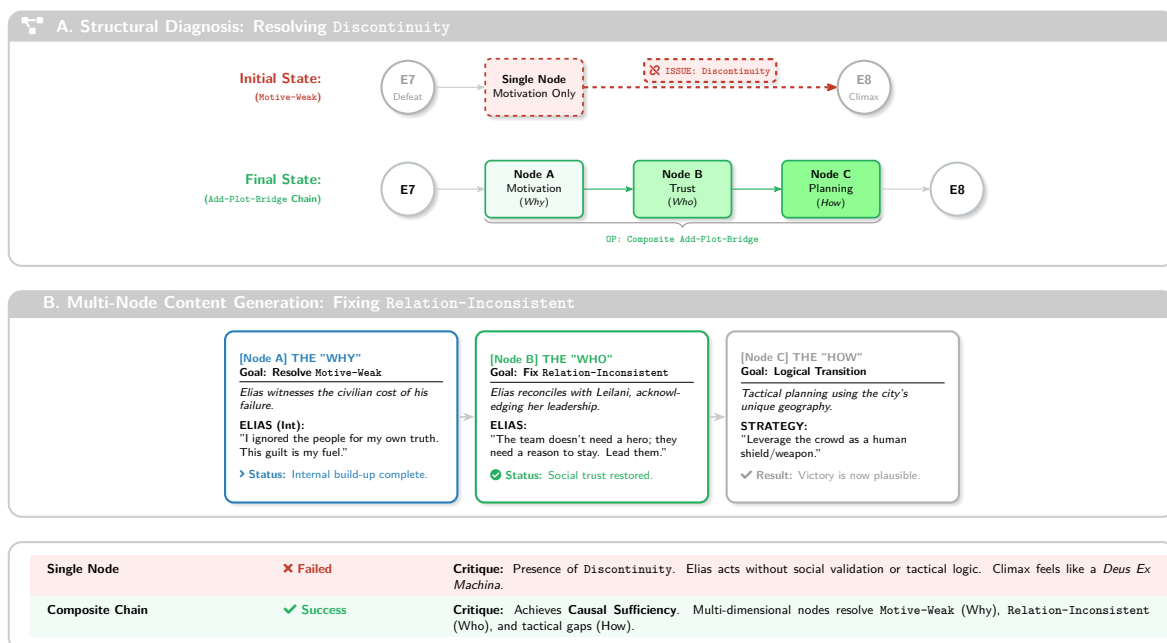 A. Structural Diagnosis: Resolving Discontinuity
Initial State:
(Motive-Weak)
E7
Defeat
Single Node
Motivation Only
ISSUE: Discontinuity
E8
Climax
Final State:
(Add-Plot-Bridge Chain)
E7
Node A
Motivation
(Why)
Node B
Trust
(Who)
Node C
Planning
(How)
E8
OP: Composite Add-Plot-Bridge
B. Multi-Node Content Generation: Fixing Relation-Inconsistent
[Node A] THE "WHY"
Goal: Resolve Motive-Weak
Elias witnesses the civilian cost of his
failure.
ELIAS (Int):
"I ignored the people for my own truth.
This guilt is my fuel."
Status: Internal build-up complete.
[Node B] THE "WHO"
Goal: Fix Relation-Inconsistent
Elias reconciles with Leilani, acknowl-
edging her leadership.
ELIAS:
"The team doesn't need a hero; they
need a reason to stay. Lead them."
Status: Social trust restored.
[Node C] THE "HOW"
Goal: Logical Transition
Tactical planning using the city's
unique geography.
STRATEGY:
"Leverage the crowd as a human
shield/weapon."
Result: Victory is now plausible.
Single Node
Failed
Critique: Presence of Discontinuity. Elias acts without social validation or tactical logic. Climax feels like a Deus Ex
Machina.
Composite Chain
Success
Critique: Achieves Causal Sufficiency. Multi-dimensional nodes resolve Motive-Weak (Why), Relation-Inconsistent
(Who), and tactical gaps (How).